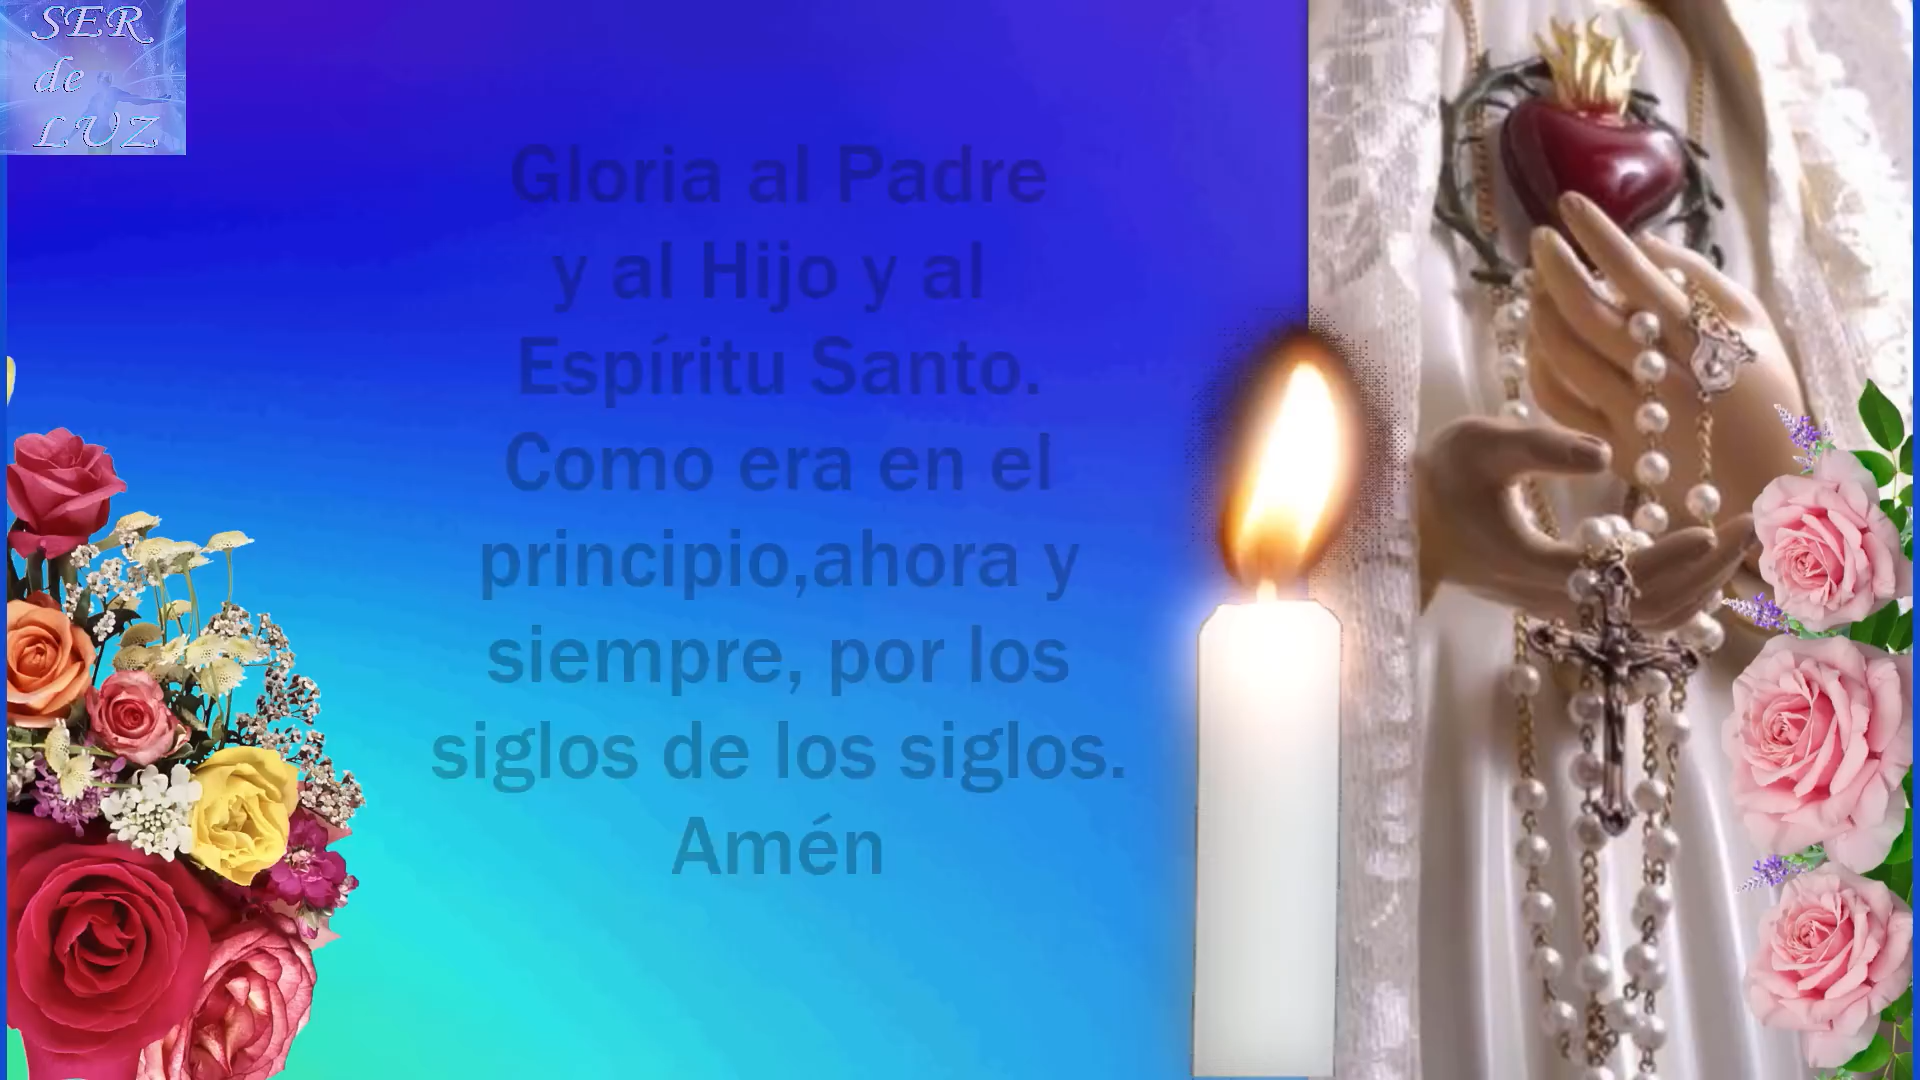 SER
de
LUZ
Gloria al Padre
y al Hijo y al
Espíritu Santo.
Como era en el
principio,ahora y
siempre, por los
siglos de los siglos.
Amén